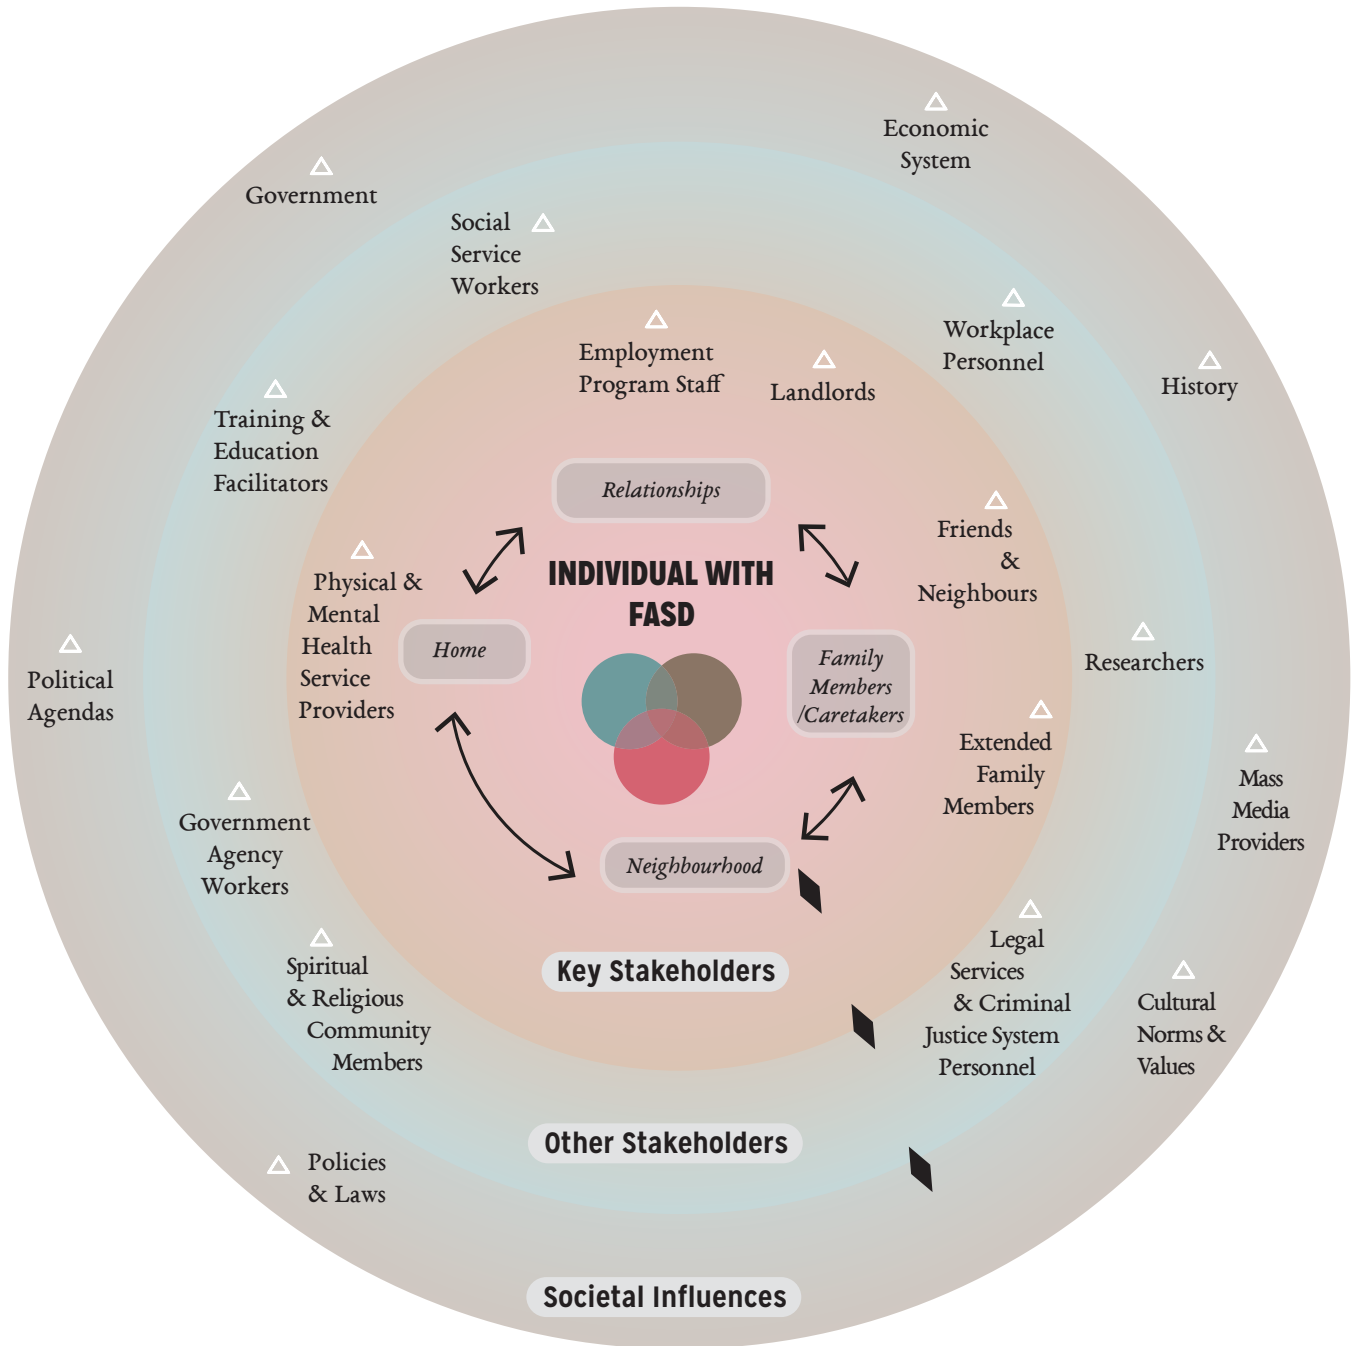 Economic
System
Government
Social
Service
Workers
Workplace
Personnel
Employment
Program Staff
Landlords
History
Training &
Education
Facilitators
Relationships
Friends
&
Neighbours
INDIVIDUAL WITH
FASD
Physical &
Mental
Health
Service
Providers
Home
Family
Members
/Caretakers
Researchers
Political
Agendas
Extended
Family
Members
Mass
Media
Providers
Government
Agency
Workers
Neighbourhood
Spiritual
& Religious
Community
Members
Key Stakeholders
Legal
Services
& Criminal
Justice System
Personnel
Cultural
Norms &
Values
Other Stakeholders
Policies
& Laws
Societal Influences